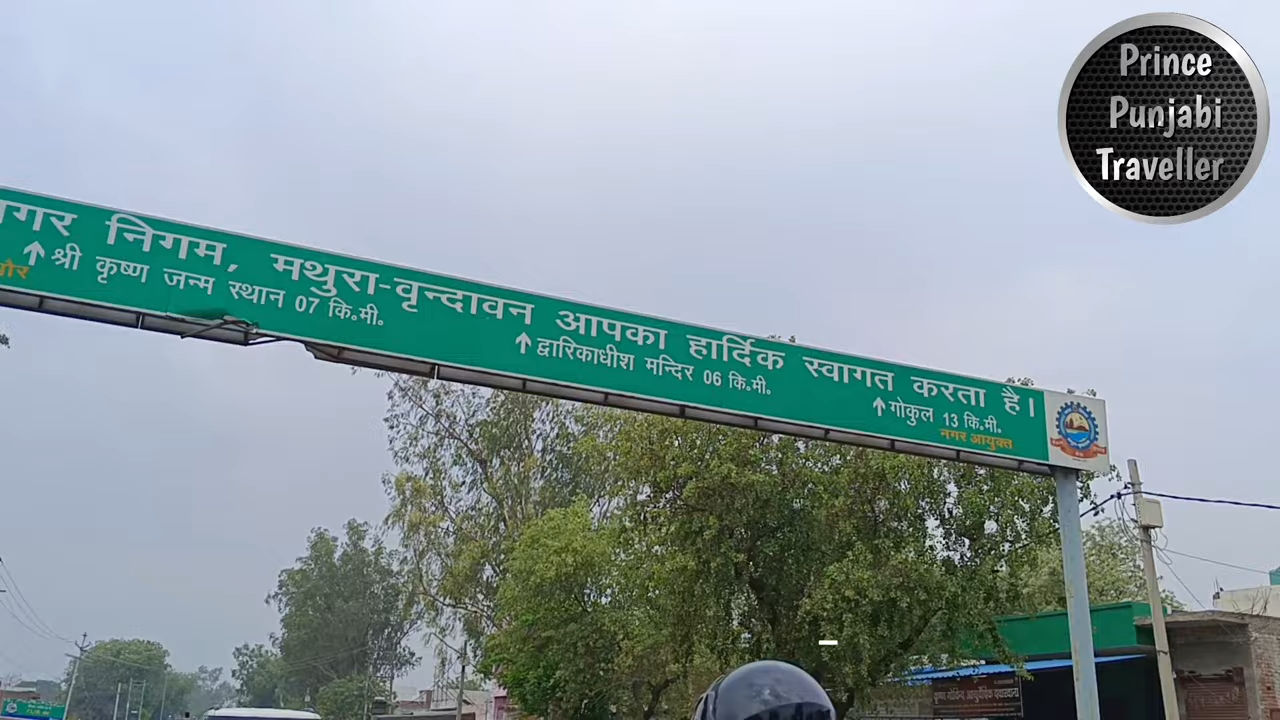 Prince
Punjabi
Traveller
नगर निगम, मथुरा-वृन्दावन आपका हार्दिक स्वागत करता है।
↑ श्री कृष्ण जन्म स्थान 07 कि॰मी॰ ↑ द्वारिकाधीश मन्दिर 06 कि॰मी॰ ↑ गोकुल 13 कि॰मी॰
नगर आयुक्त